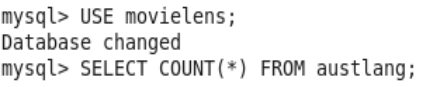 mysql> USE movielens;
Database changed
mysql> SELECT COUNT(*) FROM austlang;